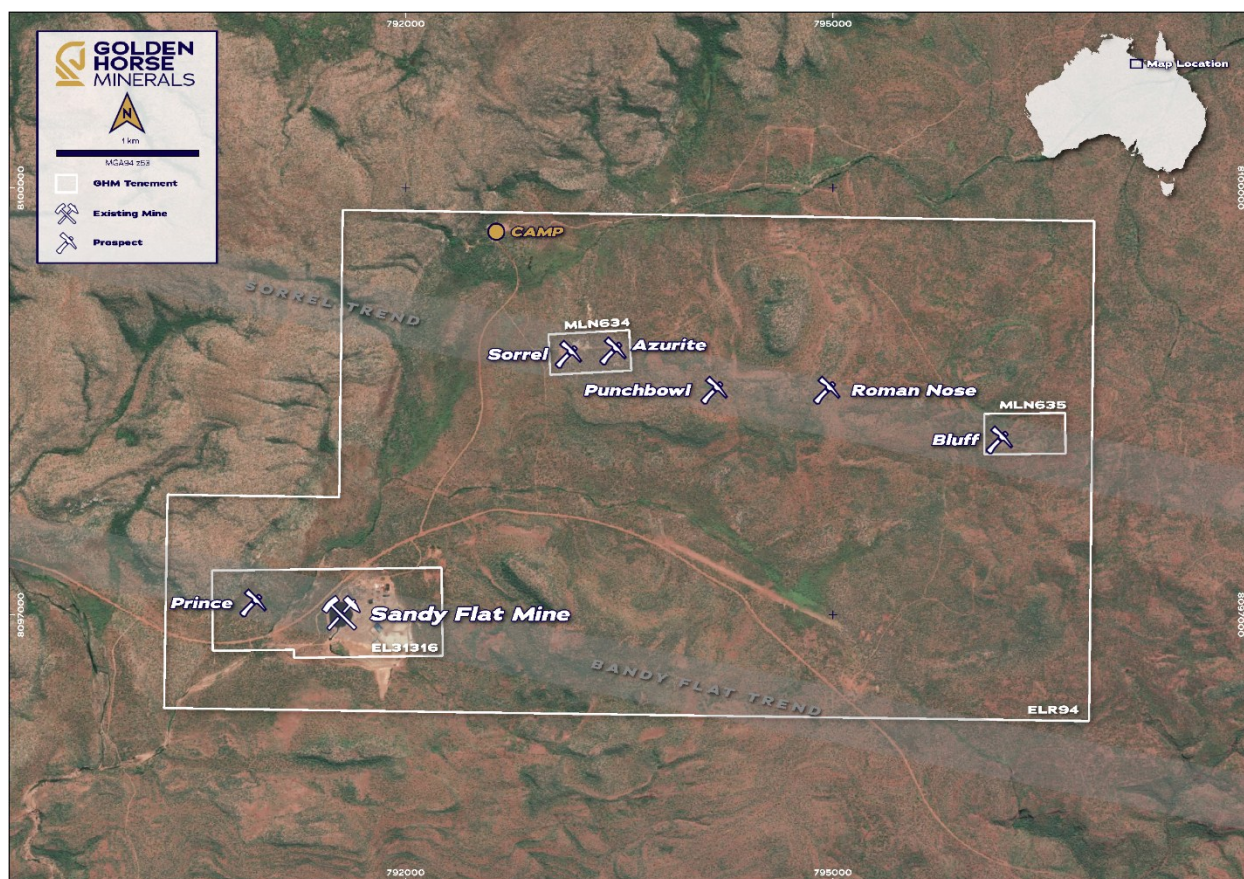 792000
795000
GOLDEN
HORSE
MINERALS
N
1 km
MGA94 z53
GHM Tenement
Existing Mine
Prospect
Map Location
8100000
8100000
CAMP
SORREL TREND
MLN634
Sorrel
Azurite
Punchbowl
Roman Nose
MLN635
Bluff
Prince
Sandy Flat Mine
EL31316
8097000
8097000
BANDY FLAT TREND
ELR94
792000
795000